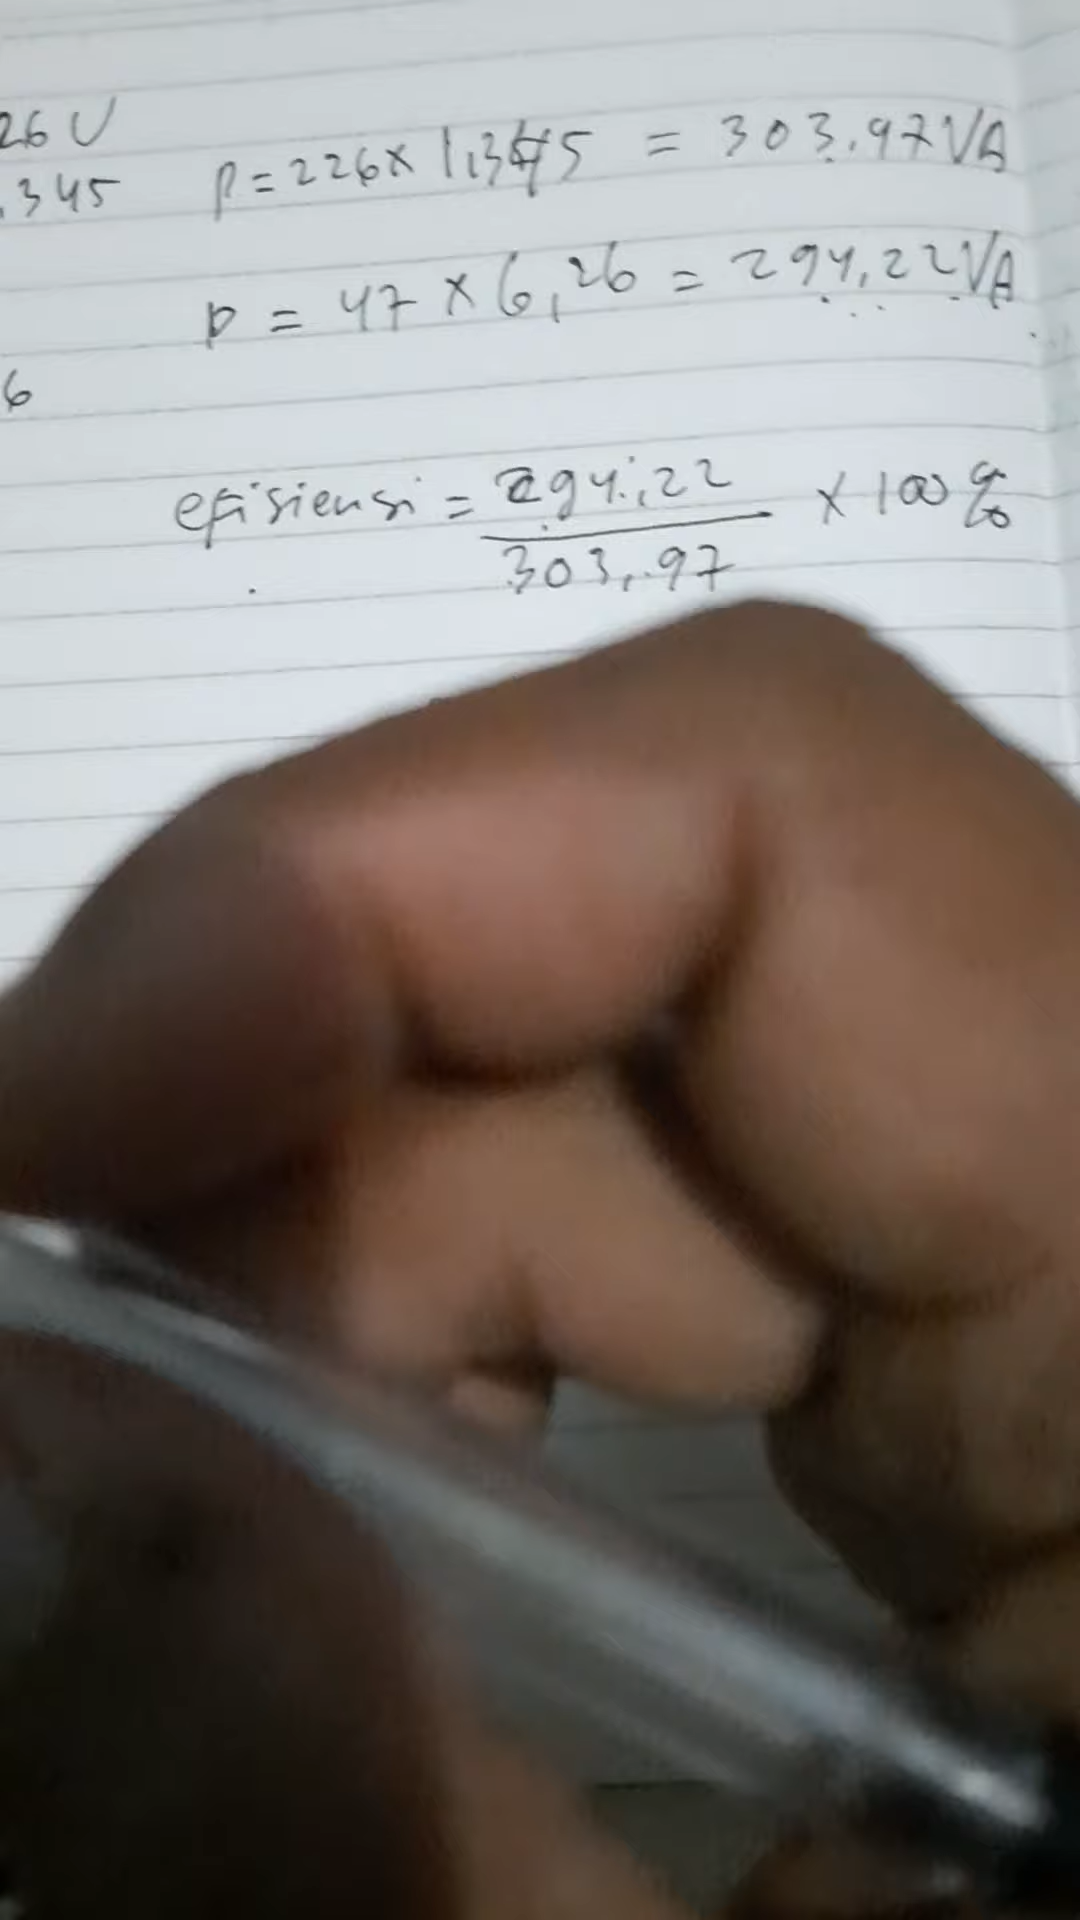 26 V
.345 P = 226 x 1.345 = 303.97 VA
P = 47 x 6,26 = 294,22 VA
6
efisiensi = 294,22 / 303,97 x 100 %